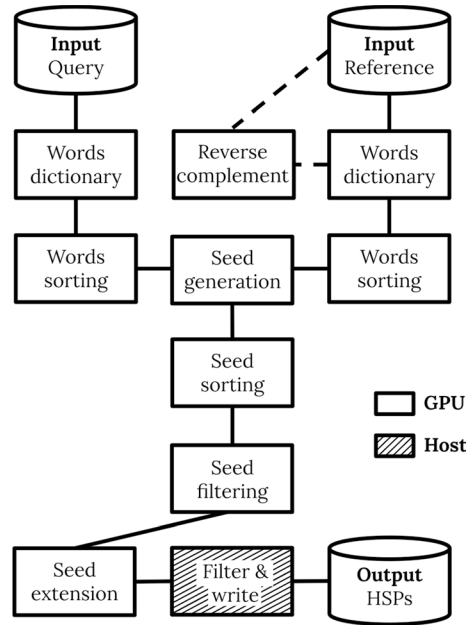 Input
Query
Input
Reference
Words
dictionary
Reverse
complement
Words
dictionary
Words
sorting
Seed
generation
Words
sorting
Seed
sorting
GPU
Host
Seed
filtering
Seed
extension
Filter &
write
Output
HSPs